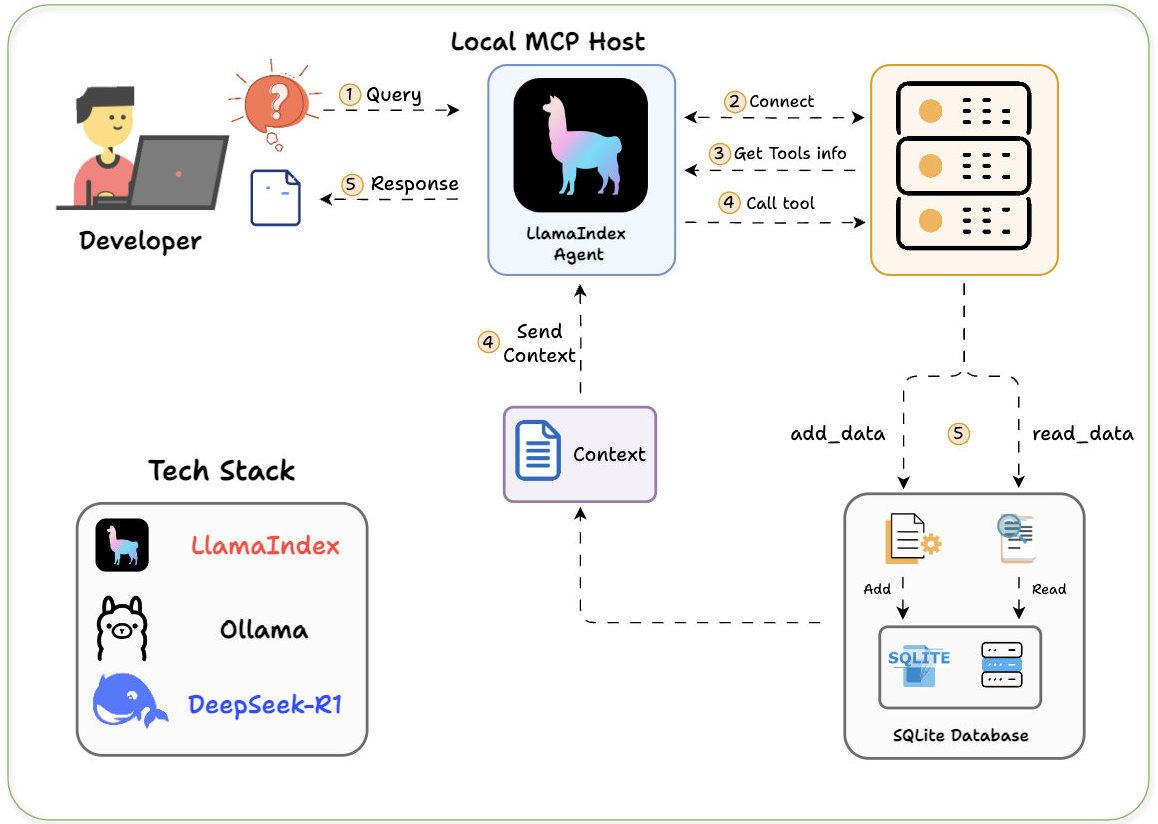 Local MCP Host
1 Query
5 Response
Developer
LlamaIndex
Agent
2 Connect
3 Get Tools info
4 Call tool
4 Send
Context
Context
add_data
5
read_data
Add
Read
SQLITE
SQLite Database
Tech Stack
LlamaIndex
Ollama
DeepSeek-R1